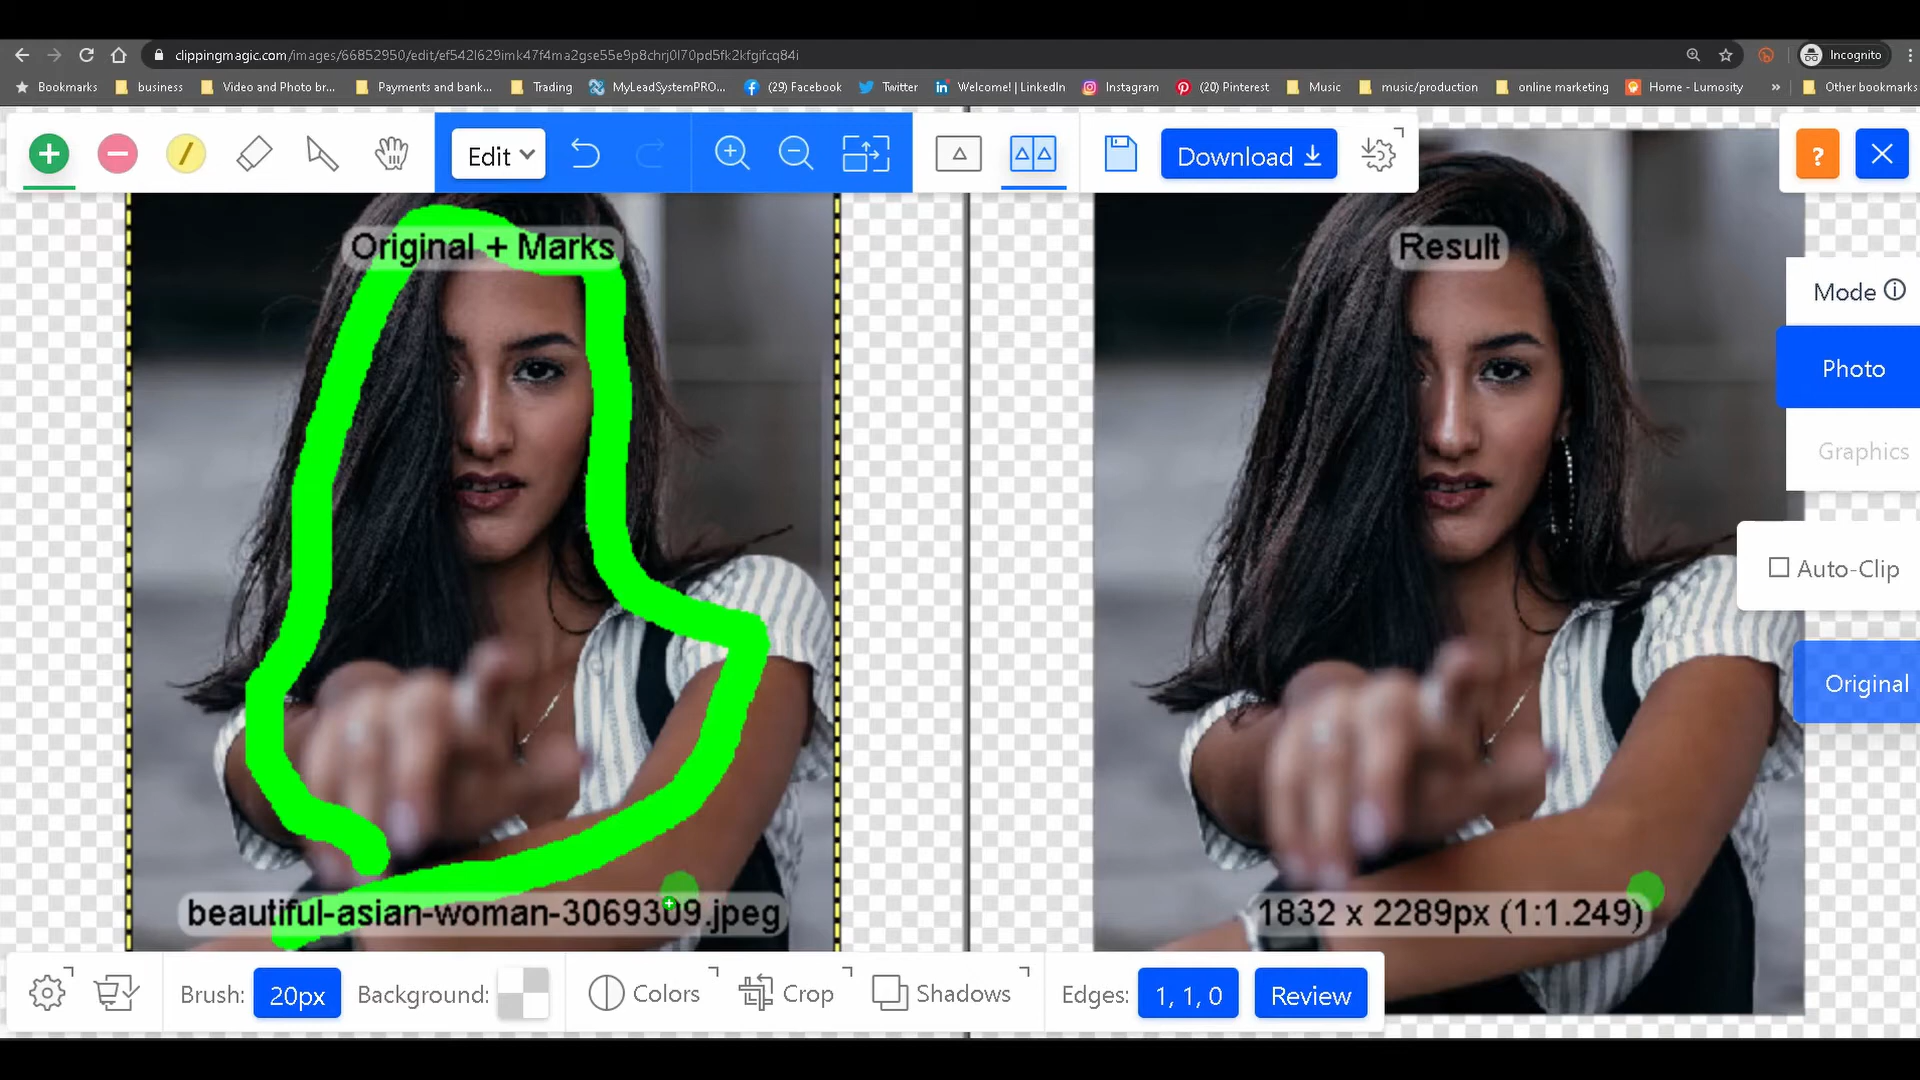 clippingmagic.com/images/66852950/edit/ef542l629imk47f4ma2gse55e9p8chrj0l70pd5fk2kfgifcq84i
Incognito
Bookmarks business Video and Photo br... Payments and bank... Trading MyLeadSystemPRO... (29) Facebook Twitter Welcome! | LinkedIn Instagram (20) Pinterest Music music/production online marketing Home - Lumosity » Other bookmarks
Edit Download ?
Original + Marks
Result
Mode
Photo
Graphics
Auto-Clip
Original
beautiful-asian-woman-3069309.jpeg
1832 x 2289px (1:1.249)
Brush: 20px Background: Colors Crop Shadows Edges: 1, 1, 0 Review